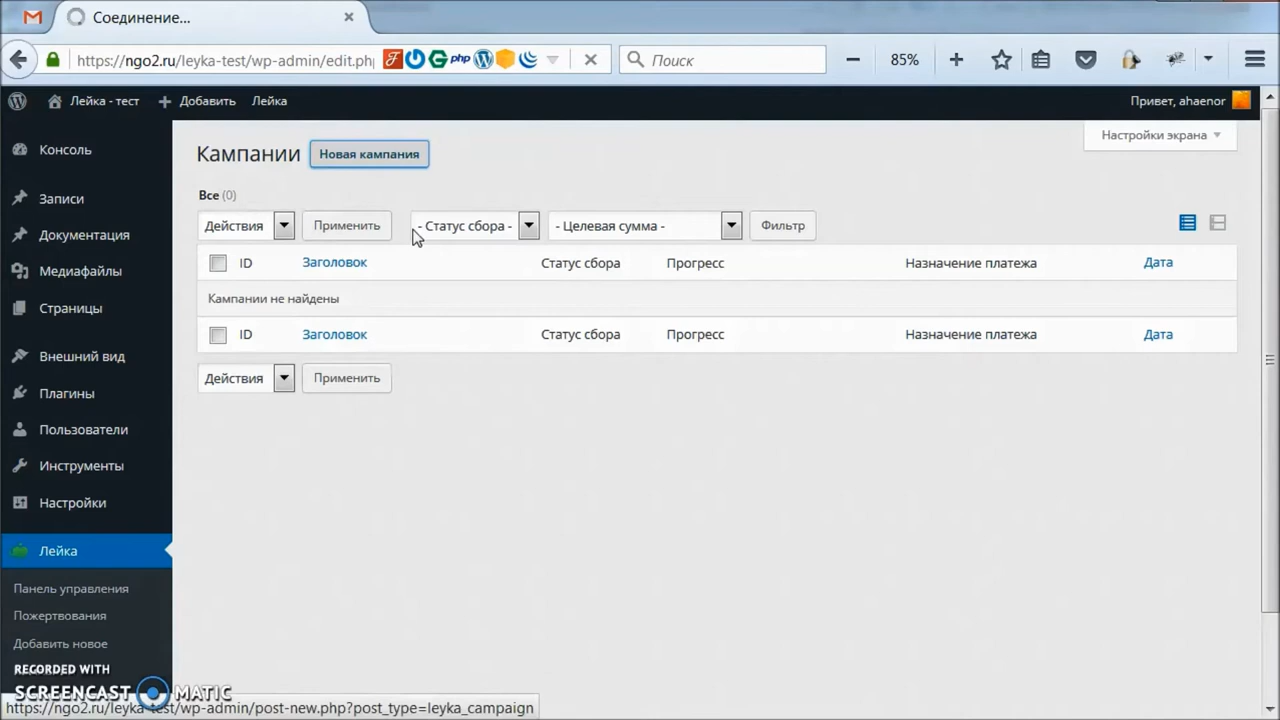 Соединение...
https://ngo2.ru/leyka-test/wp-admin/edit.php
php
Поиск
85%
Лейка - тест
Добавить
Лейка
Привет, ahaenor
Настройки экрана
Консоль
Записи
Документация
Медиафайлы
Страницы
Внешний вид
Плагины
Пользователи
Инструменты
Настройки
Лейка
Панель управления
Пожертвования
Добавить новое
Кампании
Новая кампания
Все (0)
Действия
Применить
- Статус сбора -
- Целевая сумма -
Фильтр
ID Заголовок Статус сбора Прогресс Назначение платежа Дата
Кампании не найдены
ID Заголовок Статус сбора Прогресс Назначение платежа Дата
Действия
Применить
RECORDED WITH
SCREENCAST MATIC
https://ngo2.ru/leyka-test/wp-admin/post-new.php?post_type=leyka_campaign